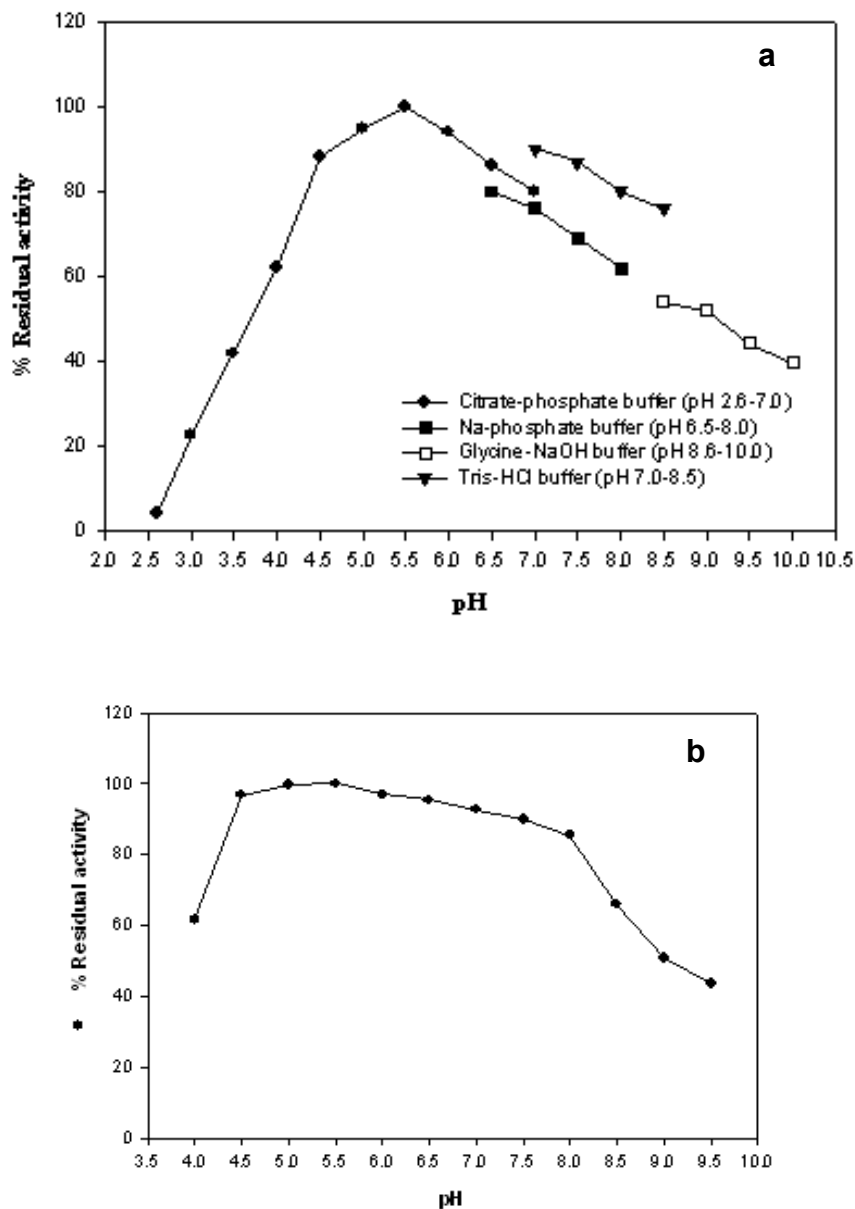 a
120
100
80
60
40
20
0
% Residual activity
Citrate-phosphate buffer (pH 2.6-7.0)
Na-phosphate buffer (pH 6.5-8.0)
Glycine-NaOH buffer (pH 8.6-10.0)
Tris-HCl buffer (pH 7.0-8.5)
2.0 2.5 3.0 3.5 4.0 4.5 5.0 5.5 6.0 6.5 7.0 7.5 8.0 8.5 9.0 9.5 10.0 10.5
pH
b
120
100
80
60
40
20
0
% Residual activity
3.5 4.0 4.5 5.0 5.5 6.0 6.5 7.0 7.5 8.0 8.5 9.0 9.5 10.0
pH